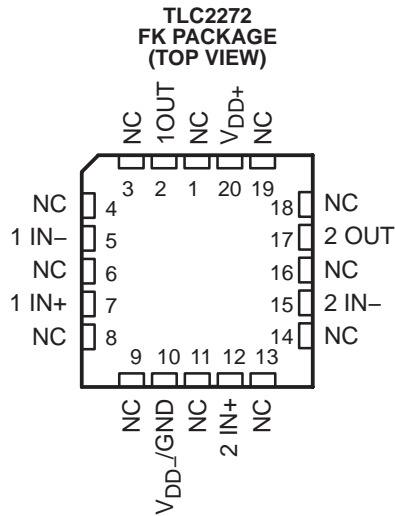 TLC2272
FK PACKAGE
(TOP VIEW)
NC
1OUT
NC
VDD+
NC
3 2 1 20 19
NC 4
1 IN− 5
NC 6
1 IN+ 7
NC 8
18 NC
17 2 OUT
16 NC
15 2 IN−
14 NC
9 10 11 12 13
NC
VDD−/GND
NC
2 IN+
NC